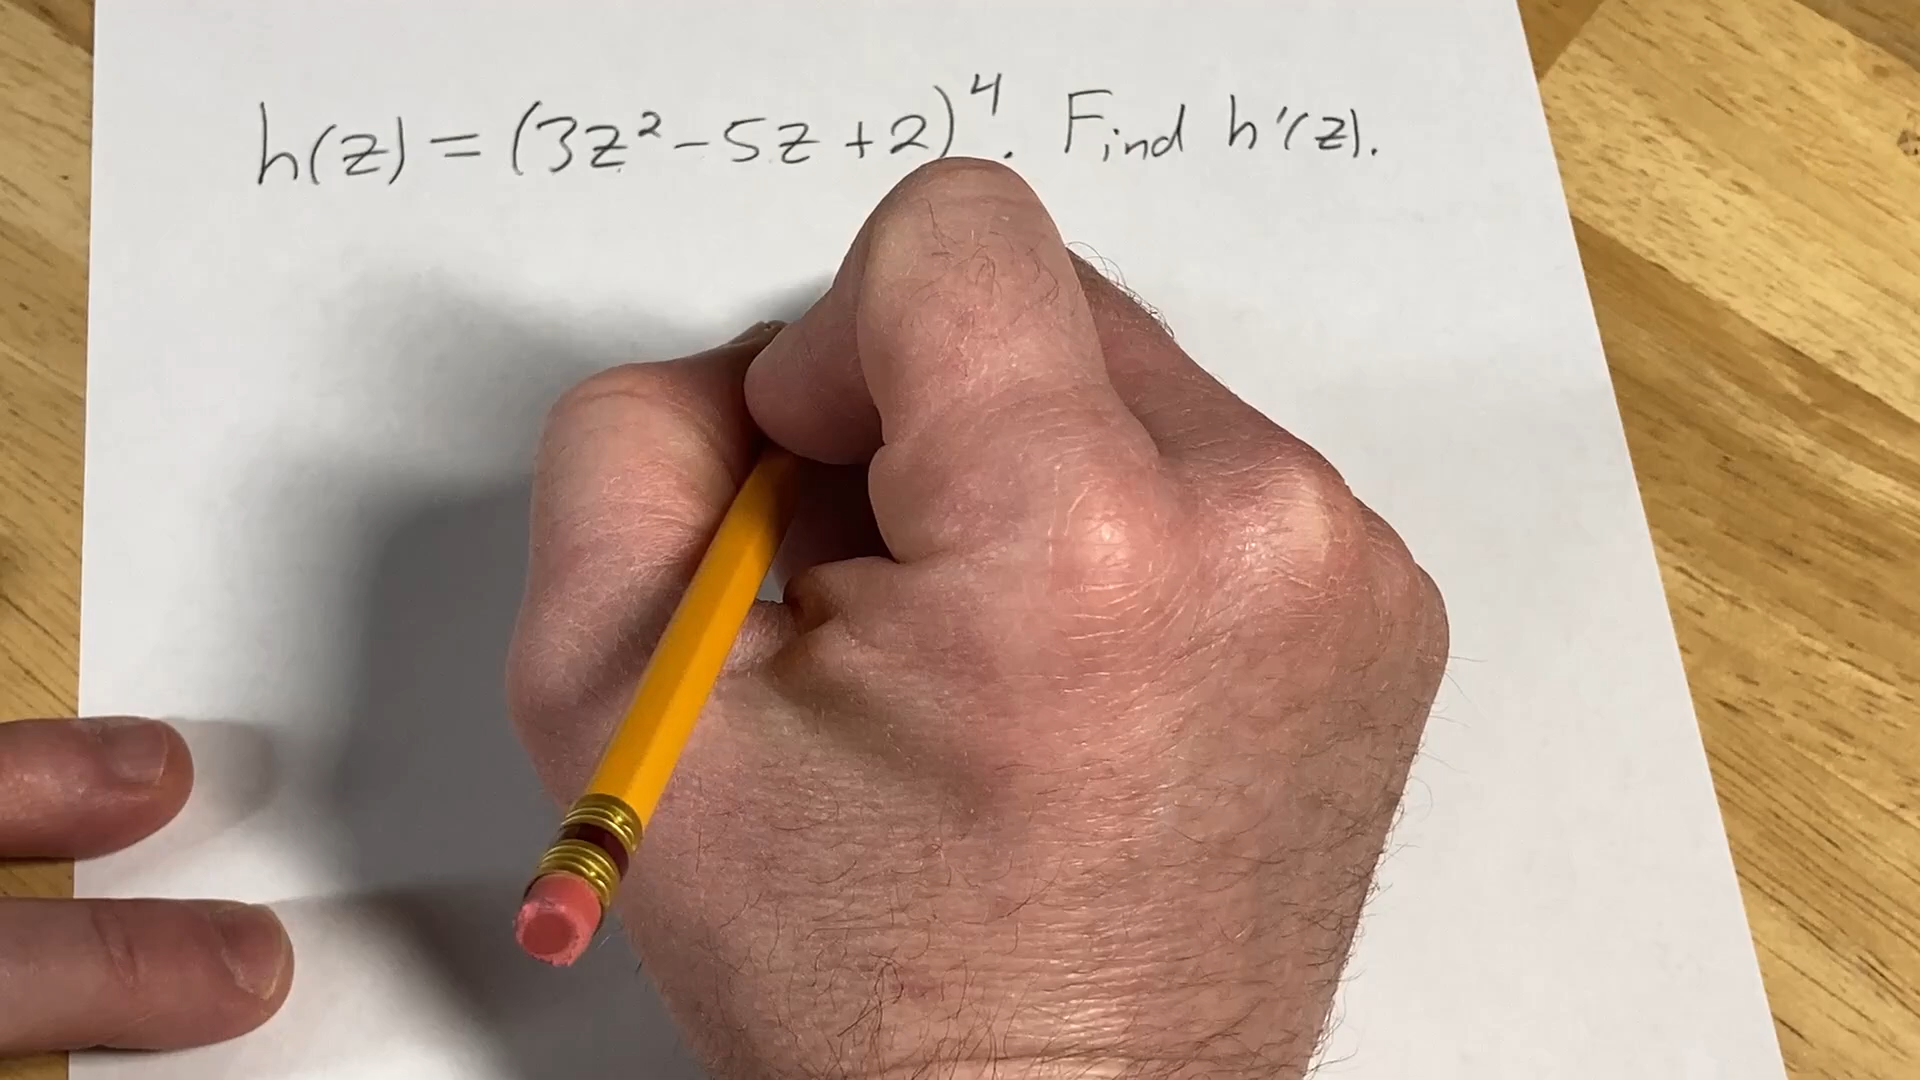 h(z) = (3z² - 5z + 2)⁴. Find h'(z).